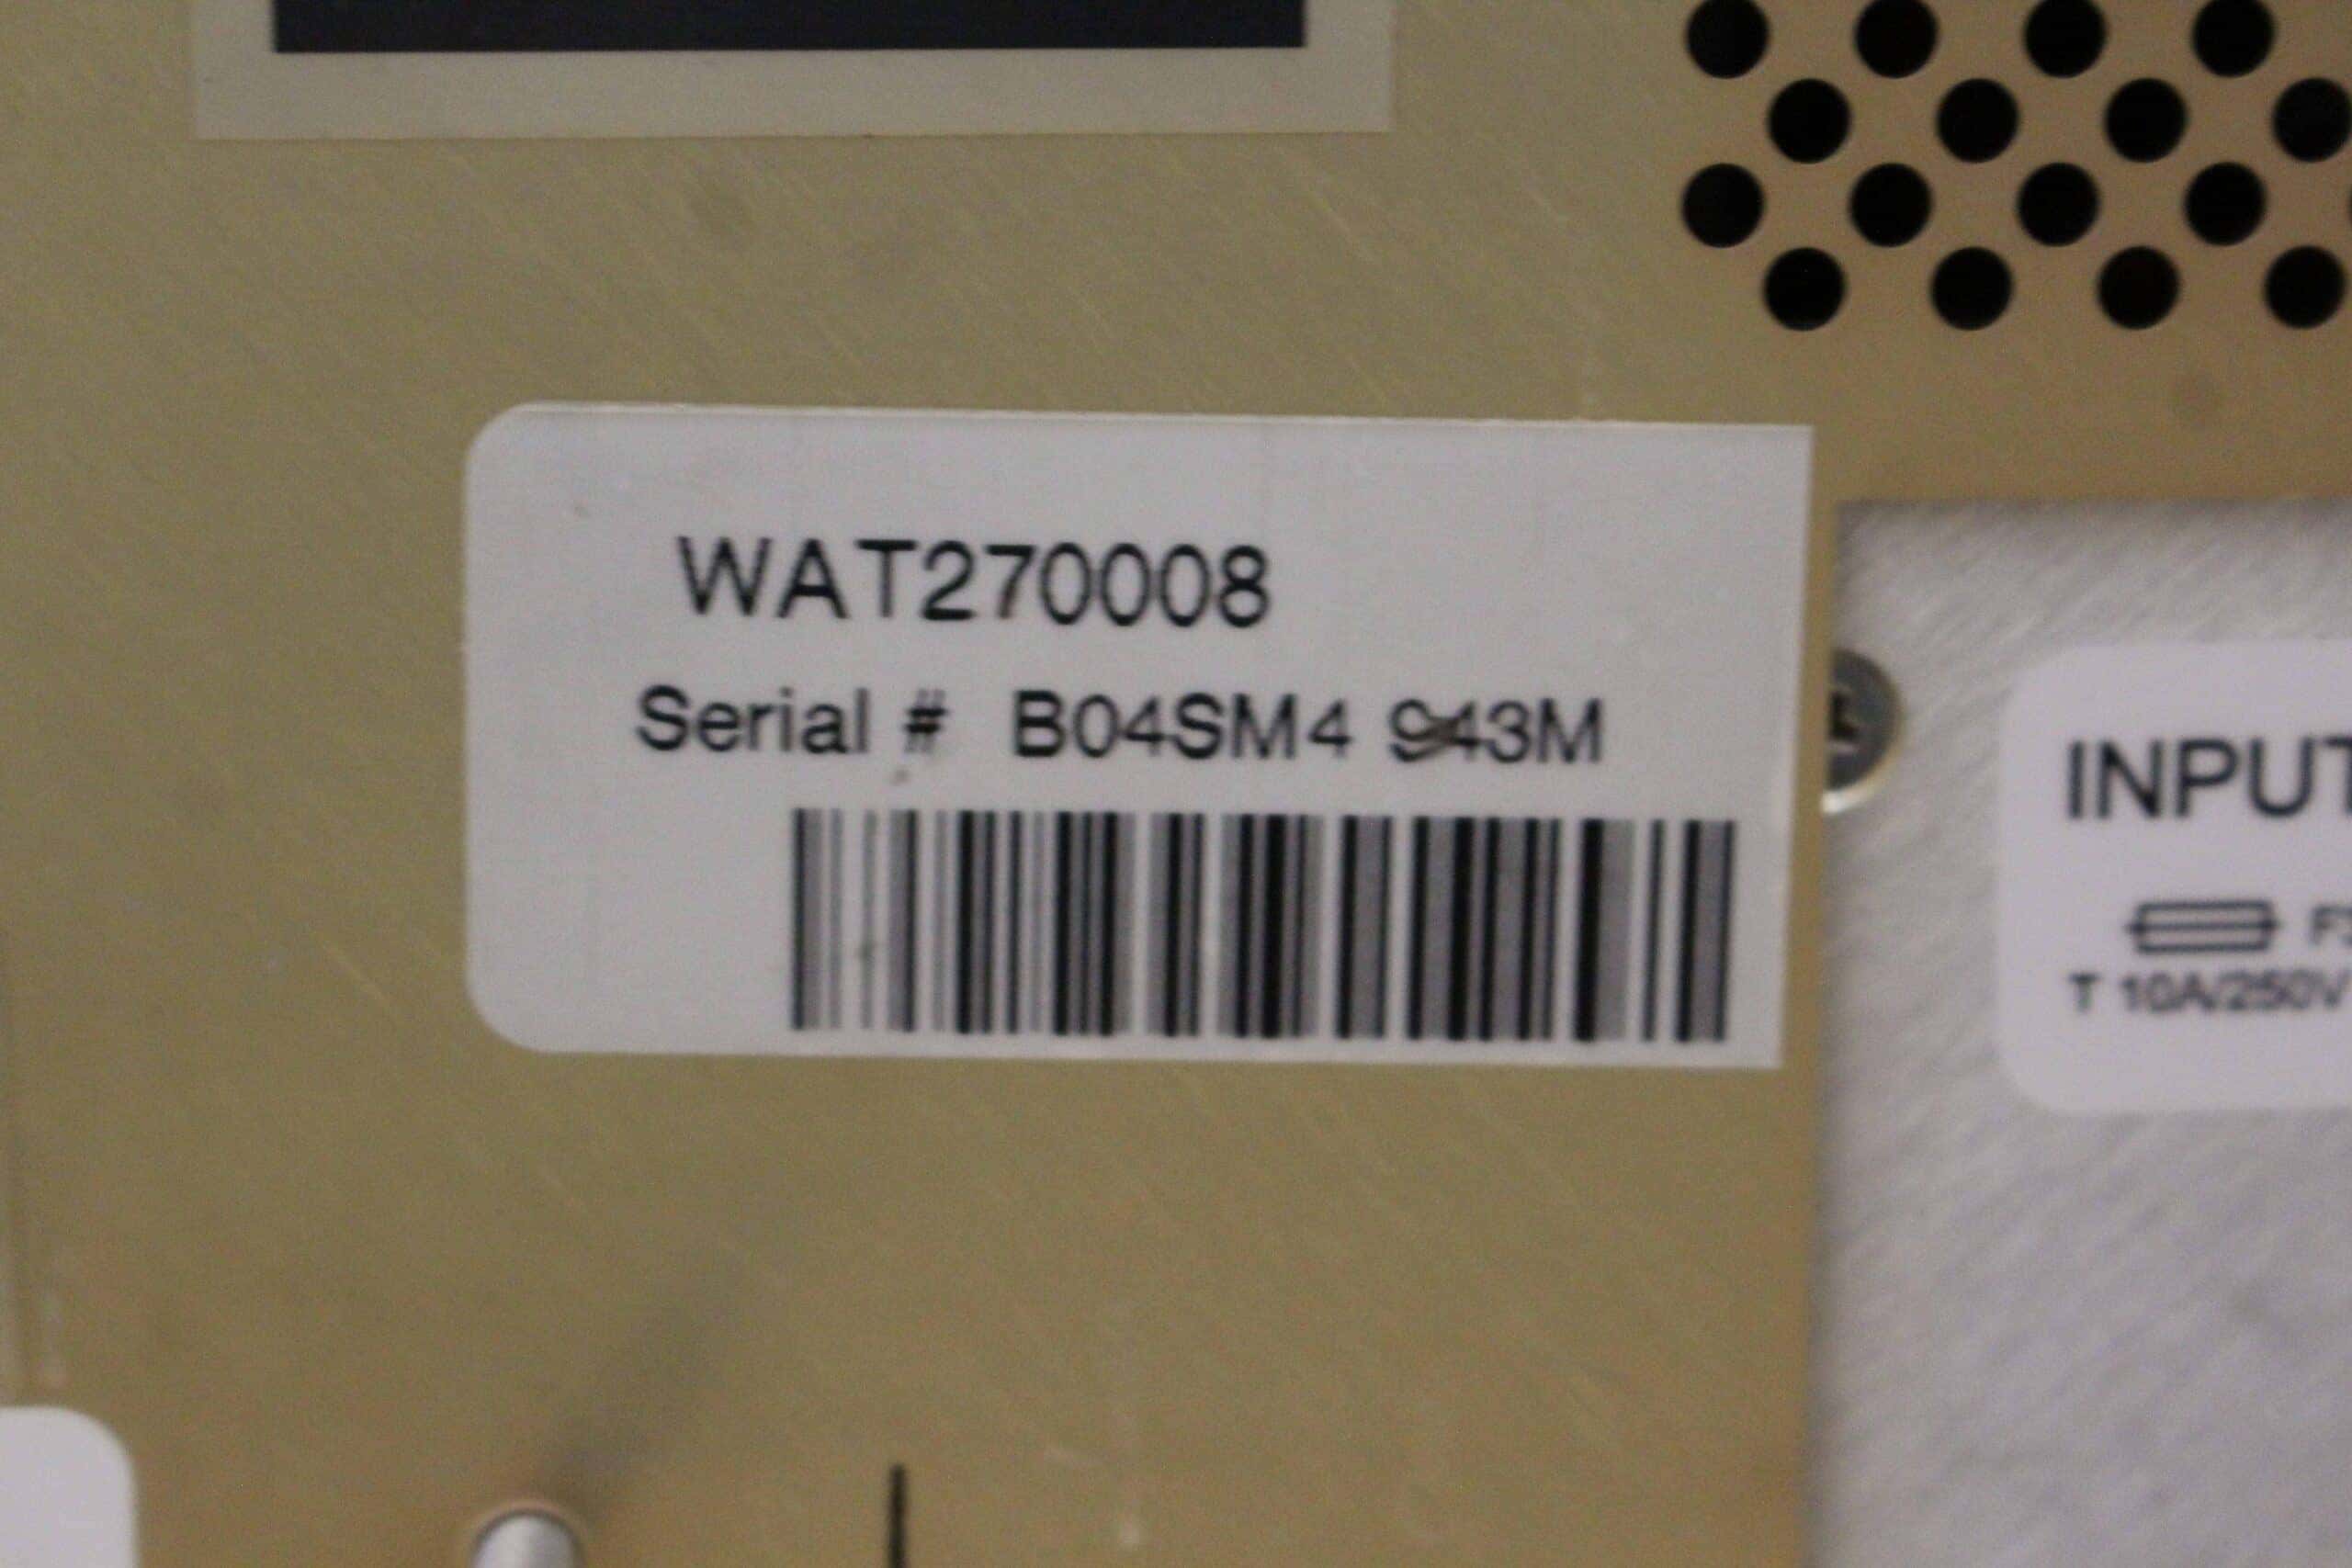 WAT270008
Serial # B04SM4 943M
INPUT
T 10A/250V